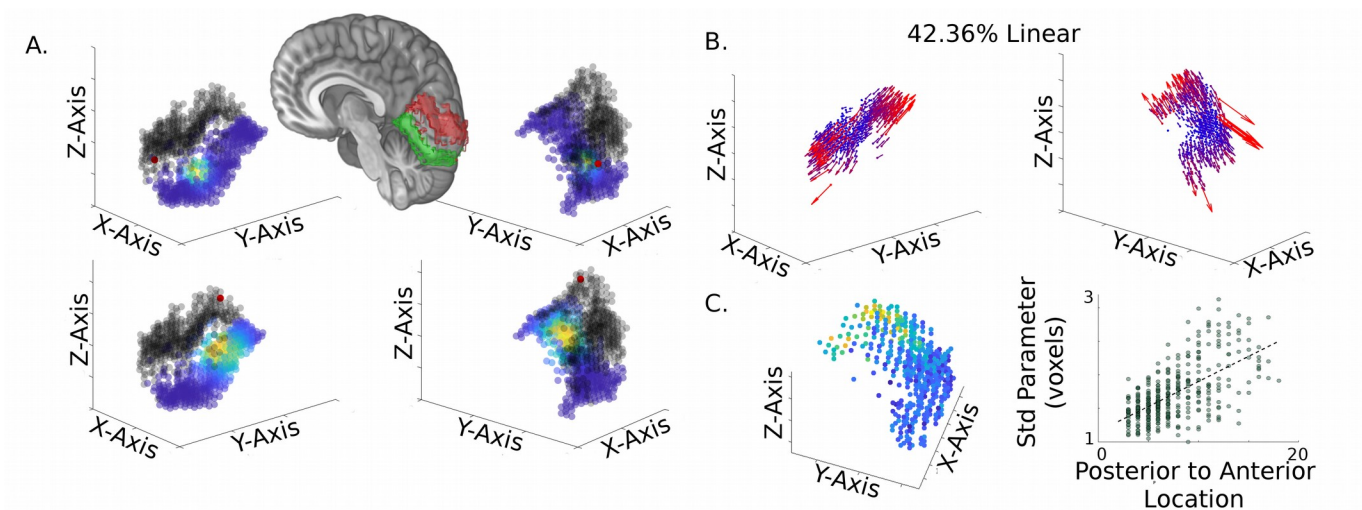 A.
Z-Axis
X-Axis
Y-Axis
Y-Axis
X-Axis
Z-Axis
X-Axis
Y-Axis
Z-Axis
Y-Axis
X-Axis
B.
42.36% Linear
Z-Axis
X-Axis
Y-Axis
Z-Axis
Y-Axis
X-Axis
C.
Z-Axis
Y-Axis
X-Axis
Std Parameter
(voxels)
3
1
0
20
Posterior to Anterior
Location